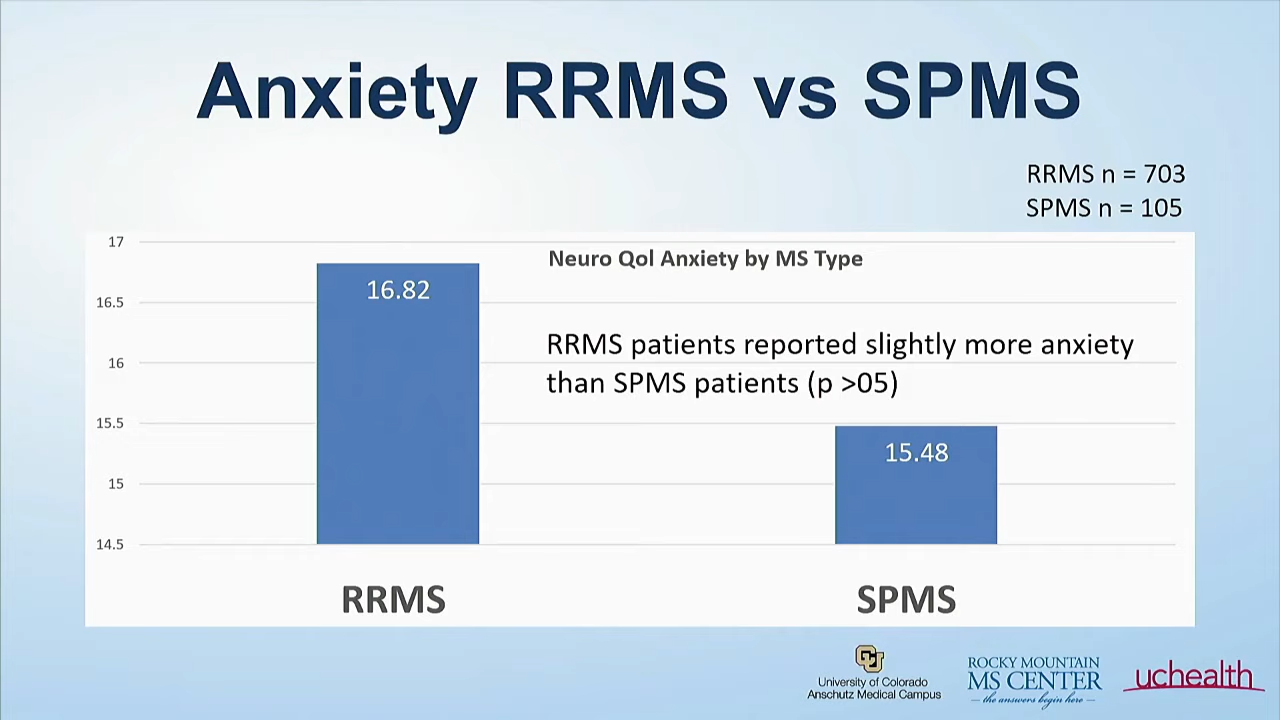 Anxiety RRMS vs SPMS
RRMS n = 703
SPMS n = 105
Neuro Qol Anxiety by MS Type
RRMS patients reported slightly more anxiety
than SPMS patients (p >05)
17
16.5
16
15.5
15
14.5
16.82
15.48
RRMS
SPMS
CU
University of Colorado
Anschutz Medical Campus
ROCKY MOUNTAIN
MS CENTER
the answers begin here
uchealth